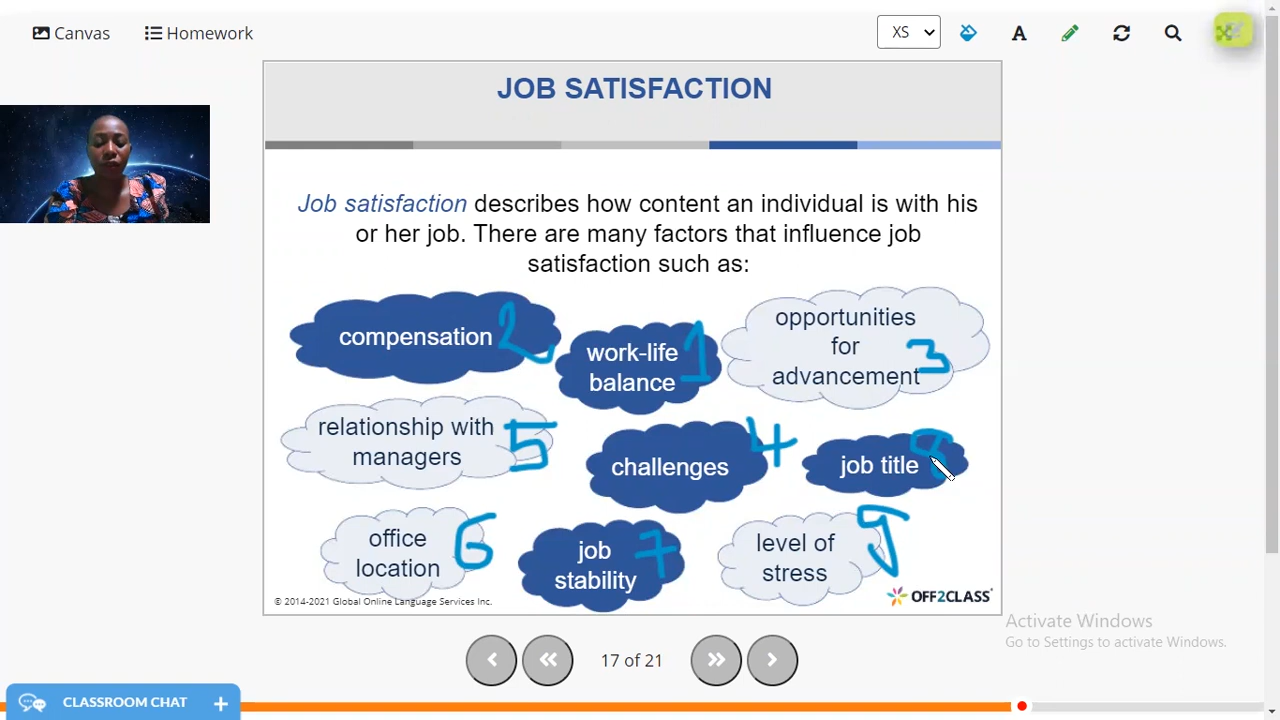 Canvas
Homework
XS
A
JOB SATISFACTION
Job satisfaction describes how content an individual is with his
or her job. There are many factors that influence job
satisfaction such as:
compensation 2
work-life
balance 1
opportunities
for
advancement 3
relationship with
managers 5
challenges 4
job title 8
office
location 6
job
stability 7
level of
stress 9
© 2014-2021 Global Online Language Services Inc.
OFF2CLASS
Activate Windows
Go to Settings to activate Windows.
17 of 21
CLASSROOM CHAT